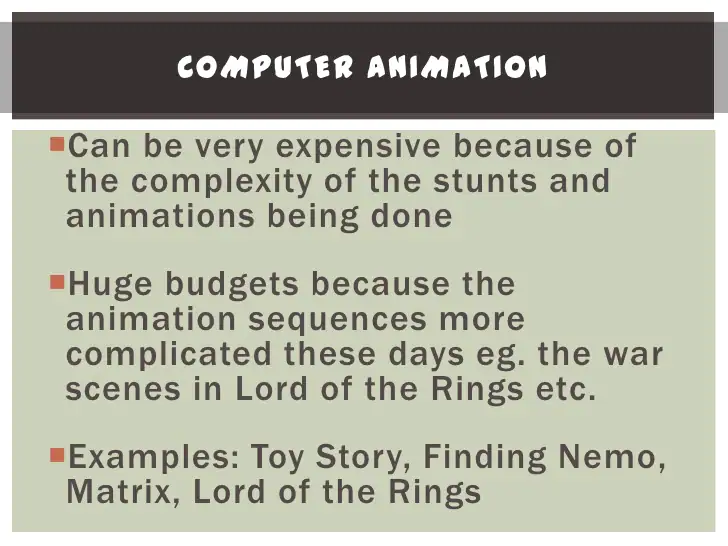 COMPUTER ANIMATION
Can be very expensive because of
the complexity of the stunts and
animations being done
Huge budgets because the
animation sequences more
complicated these days eg. the war
scenes in Lord of the Rings etc.
Examples: Toy Story, Finding Nemo,
Matrix, Lord of the Rings